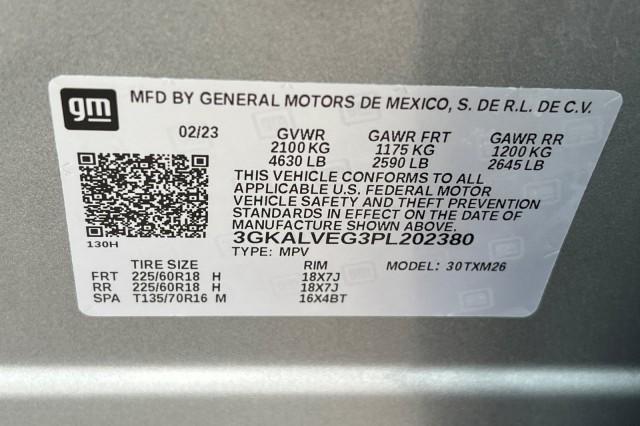 gm MFD BY GENERAL MOTORS DE MEXICO, S. DE R.L. DE C.V.
02/23 GVWR GAWR FRT GAWR RR
2100 KG 1175 KG 1200 KG
4630 LB 2590 LB 2645 LB
THIS VEHICLE CONFORMS TO ALL
APPLICABLE U.S. FEDERAL MOTOR
VEHICLE SAFETY AND THEFT PREVENTION
STANDARDS IN EFFECT ON THE DATE OF
MANUFACTURE SHOWN ABOVE.
3GKALVEG3PL202380
130H TYPE: MPV
TIRE SIZE RIM MODEL: 30TXM26
FRT 225/60R18 H 18X7J
RR 225/60R18 H 18X7J
SPA T135/70R16 M 16X4BT